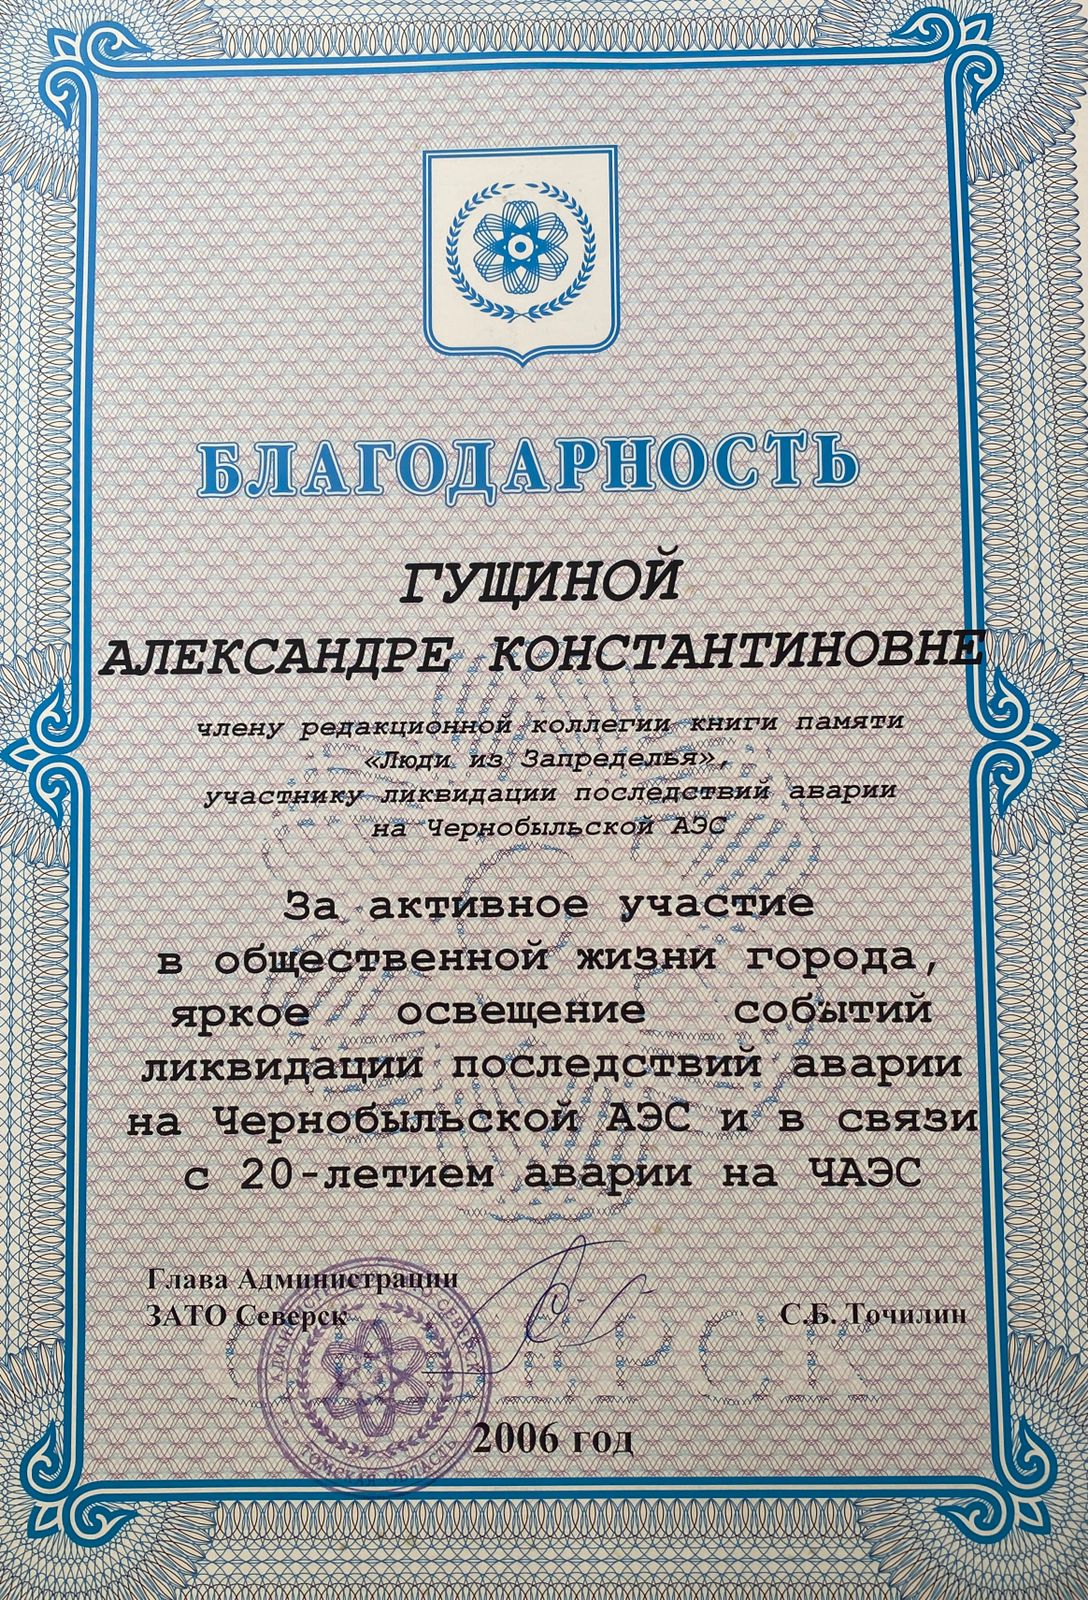 БЛАГОДАРНОСТЬ
ГУЩИНОЙ
АЛЕКСАНДРЕ КОНСТАНТИНОВНЕ
члену редакционной коллегии книги памяти
«Люди из Запределья»,
участнику ликвидации последствий аварии
на Чернобыльской АЭС
За активное участие
в общественной жизни города,
яркое освещение событий
ликвидации последствий аварии
на Чернобыльской АЭС и в связи
с 20-летием аварии на ЧАЭС
Глава Администрации
ЗАТО Северск
С.Б. Точилин
2006 год
ТОМСКАЯ ОБЛАСТЬ